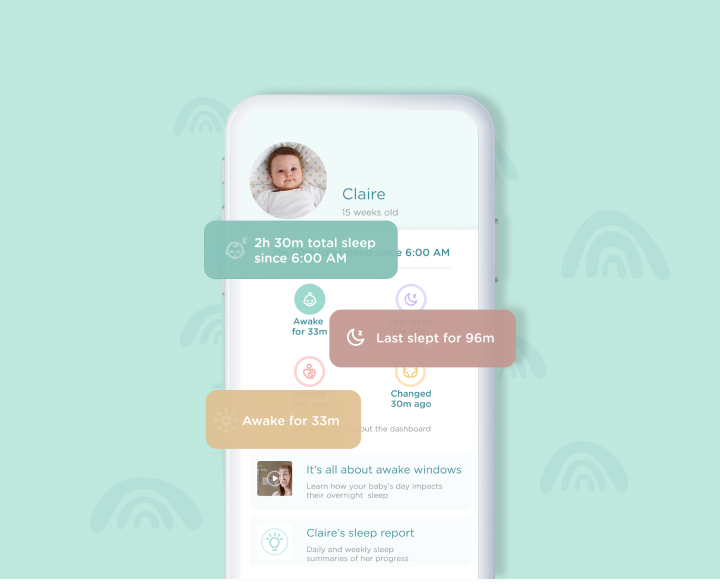 Claire
15 weeks old
2h 30m total sleep
since 6:00 AM
since 6:00 AM
Awake
for 33m
Last slept for 96m
Changed
30m ago
Awake for 33m
about the dashboard
It's all about awake windows
Learn how your baby's day impacts
their overnight sleep
Claire's sleep report
Daily and weekly sleep
summaries of her progress